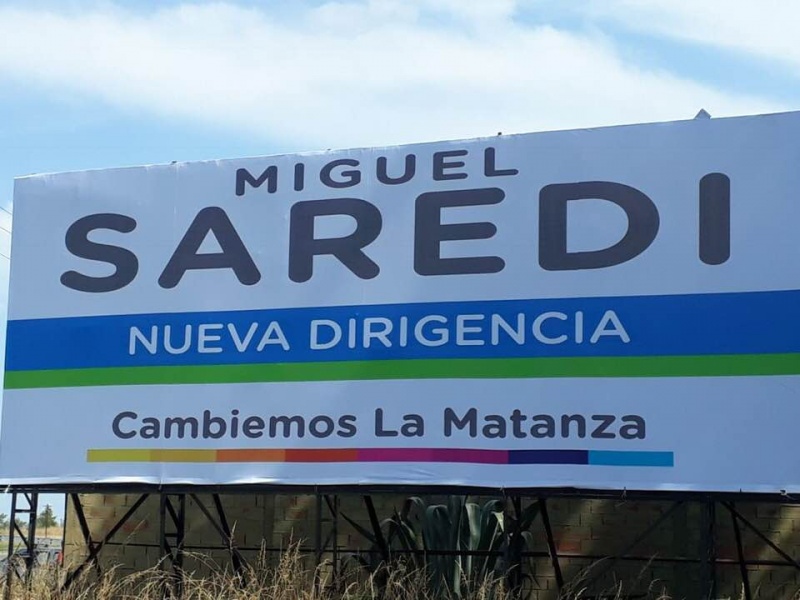 MIGUEL
SAREDI
NUEVA DIRIGENCIA
Cambiemos La Matanza